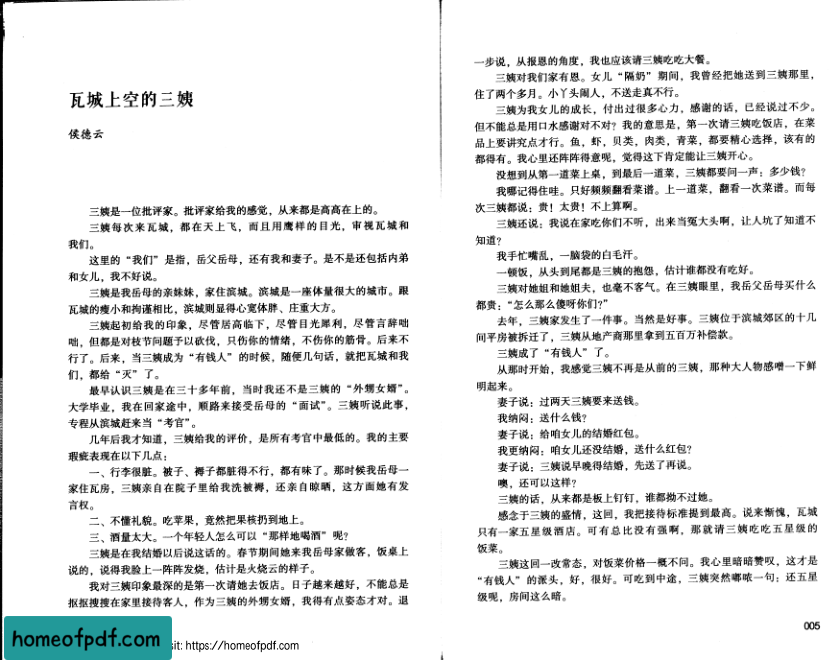 瓦城上空的三姨
侯德云
三姨是一位批评家。批评家给我的感觉，从来都是高高在上的。
三姨每次来瓦城，都在天上飞，而且用鹰样的目光，审视瓦城和
我们。
这里的“我们”是指，岳父岳母，还有我和妻子。是不是还包括内弟
和女儿，我不好说。
三姨是我岳母的亲妹妹，家住滨城。滨城是一座体量很大的城市。跟
瓦城的瘦小和拘谨相比，滨城则显得心宽体胖、庄重大方。
三姨起初给我的印象，尽管居高临下，尽管目光犀利，尽管言辞咄
咄，但都是对枝节问题予以砍伐，只伤你的情绪，不伤你的筋骨。后来不
行了。后来，当三姨成为“有钱人”的时候，随便几句话，就把瓦城和我
们，都给“灭”了。
最早认识三姨是在三十多年前，当时我还不是三姨的“外甥女婿”。
大学毕业，我在回家途中，顺路来接受岳母的“面试”。三姨听说此事，
专程从滨城赶来当“考官”。
几年后我才知道，三姨给我的评价，是所有考官中最低的。我的主要
瑕疵表现在以下几点：
一、行李很脏。被子、褥子都脏得不行，都有味了。那时候我岳母一
家住瓦房，三姨亲自在院子里给我洗被褥，还亲自晾晒，这方面她有发
言权。
二、不懂礼貌。吃苹果，竟然把果核扔到地上。
三、酒量太大。一个年轻人怎么可以“那样地喝酒”呢？
三姨是在我结婚以后说这话的。春节期间她来我岳母家做客，饭桌上
说的，说得我脸上一阵阵发烧，估计是火烧云的样子。
我对三姨印象最深的是第一次请她去饭店。日子越来越好，不能总是
抠抠搜搜在家里接待客人，作为三姨的外甥女婿，我得有点姿态才对。退
一步说，从报恩的角度，我也应该请三姨吃吃大餐。
三姨对我们家有恩。女儿“隔奶”期间，我曾经把她送到三姨那里，
住了两个多月。小丫头闹人，不送走真不行。
三姨为我女儿的成长，付出过很多心力，感谢的话，已经说过不少。
但不能总是用口水感谢对不对？我的意思是，第一次请三姨吃饭店，在菜
品上要讲究点才行。鱼，虾，贝类，肉类，青菜，都要精心选择，该有的
都得有。我心里还阵阵得意呢，觉得这下肯定能让三姨开心。
没想到从第一道菜上桌，到最后一道菜，三姨都要问一声：多少钱？
我哪记得住哇。只好频频翻看菜谱。上一道菜，翻看一次菜谱。而每
次三姨都说：贵！太贵！不上算啊。
三姨还说：我说在家吃你们不听，出来当冤大头啊，让人坑了知道不
知道？
我手忙嘴乱，一脑袋的白毛汗。
一顿饭，从头到尾都是三姨的抱怨，估计谁都没有吃好。
三姨对她姐和她姐夫，也毫不客气。在三姨眼里，我岳父岳母买什么
都贵：“怎么那么傻呀你们？”
去年，三姨家发生了一件事。当然是好事。三姨位于滨城郊区的十几
间平房被拆迁了，三姨从地产商那里拿到五百万补偿款。
三姨成了“有钱人”了。
从那时开始，我感觉三姨不再是从前的三姨，那种大人物感噌一下鲜
明起来。
妻子说：过两天三姨要来送钱。
我纳闷：送什么钱？
妻子说：给咱女儿的结婚红包。
我更纳闷：咱女儿还没结婚，送什么红包？
妻子说：三姨说早晚得结婚，先送了再说。
噢，还可以这样？
三姨的话，从来都是板上钉钉，谁都拗不过她。
感念于三姨的盛情，这回，我把接待标准提到最高。说来惭愧，瓦城
只有一家五星级酒店。可有总比没有强啊，那就请三姨吃吃五星级的
饭菜。
三姨这回一改常态，对饭菜价格一概不问。我心里暗暗赞叹，这才是
“有钱人”的派头，好，很好。可吃到中途，三姨突然嘟哝一句：还五星
级呢，房间这么暗。
005
homeofpdf.com
sit: https://homeofpdf.com